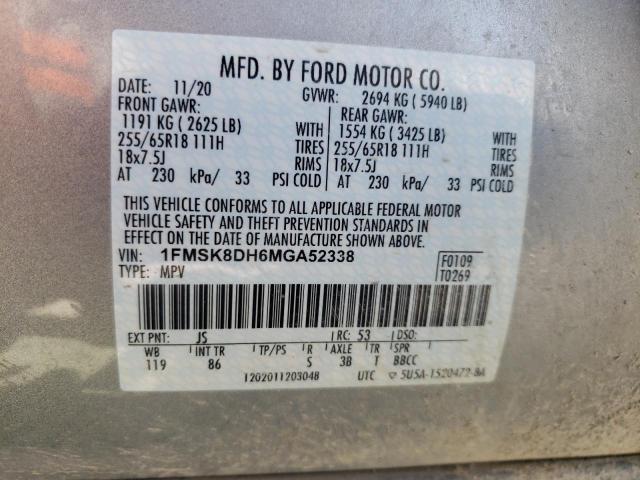 MFD. BY FORD MOTOR CO.
DATE: 11/20 GVWR: 2694 KG ( 5940 LB)
FRONT GAWR: REAR GAWR:
1191 KG ( 2625 LB) WITH 1554 KG ( 3425 LB) WITH
255/65R18 111H TIRES 255/65R18 111H TIRES
18x7.5J RIMS 18x7.5J RIMS
AT 230 kPa/ 33 PSI COLD AT 230 kPa/ 33 PSI COLD
THIS VEHICLE CONFORMS TO ALL APPLICABLE FEDERAL MOTOR
VEHICLE SAFETY AND THEFT PREVENTION STANDARDS IN
EFFECT ON THE DATE OF MANUFACTURE SHOWN ABOVE.
VIN: 1FMSK8DH6MGA52338 F0109
TYPE: MPV T0269
EXT PNT: JS RC: 53 DSO:
WB INT TR TP/PS R AXLE TR SPR
119 86 S 3B T BBCC
12020112030​4B UTC 5U5A-1520472-BA